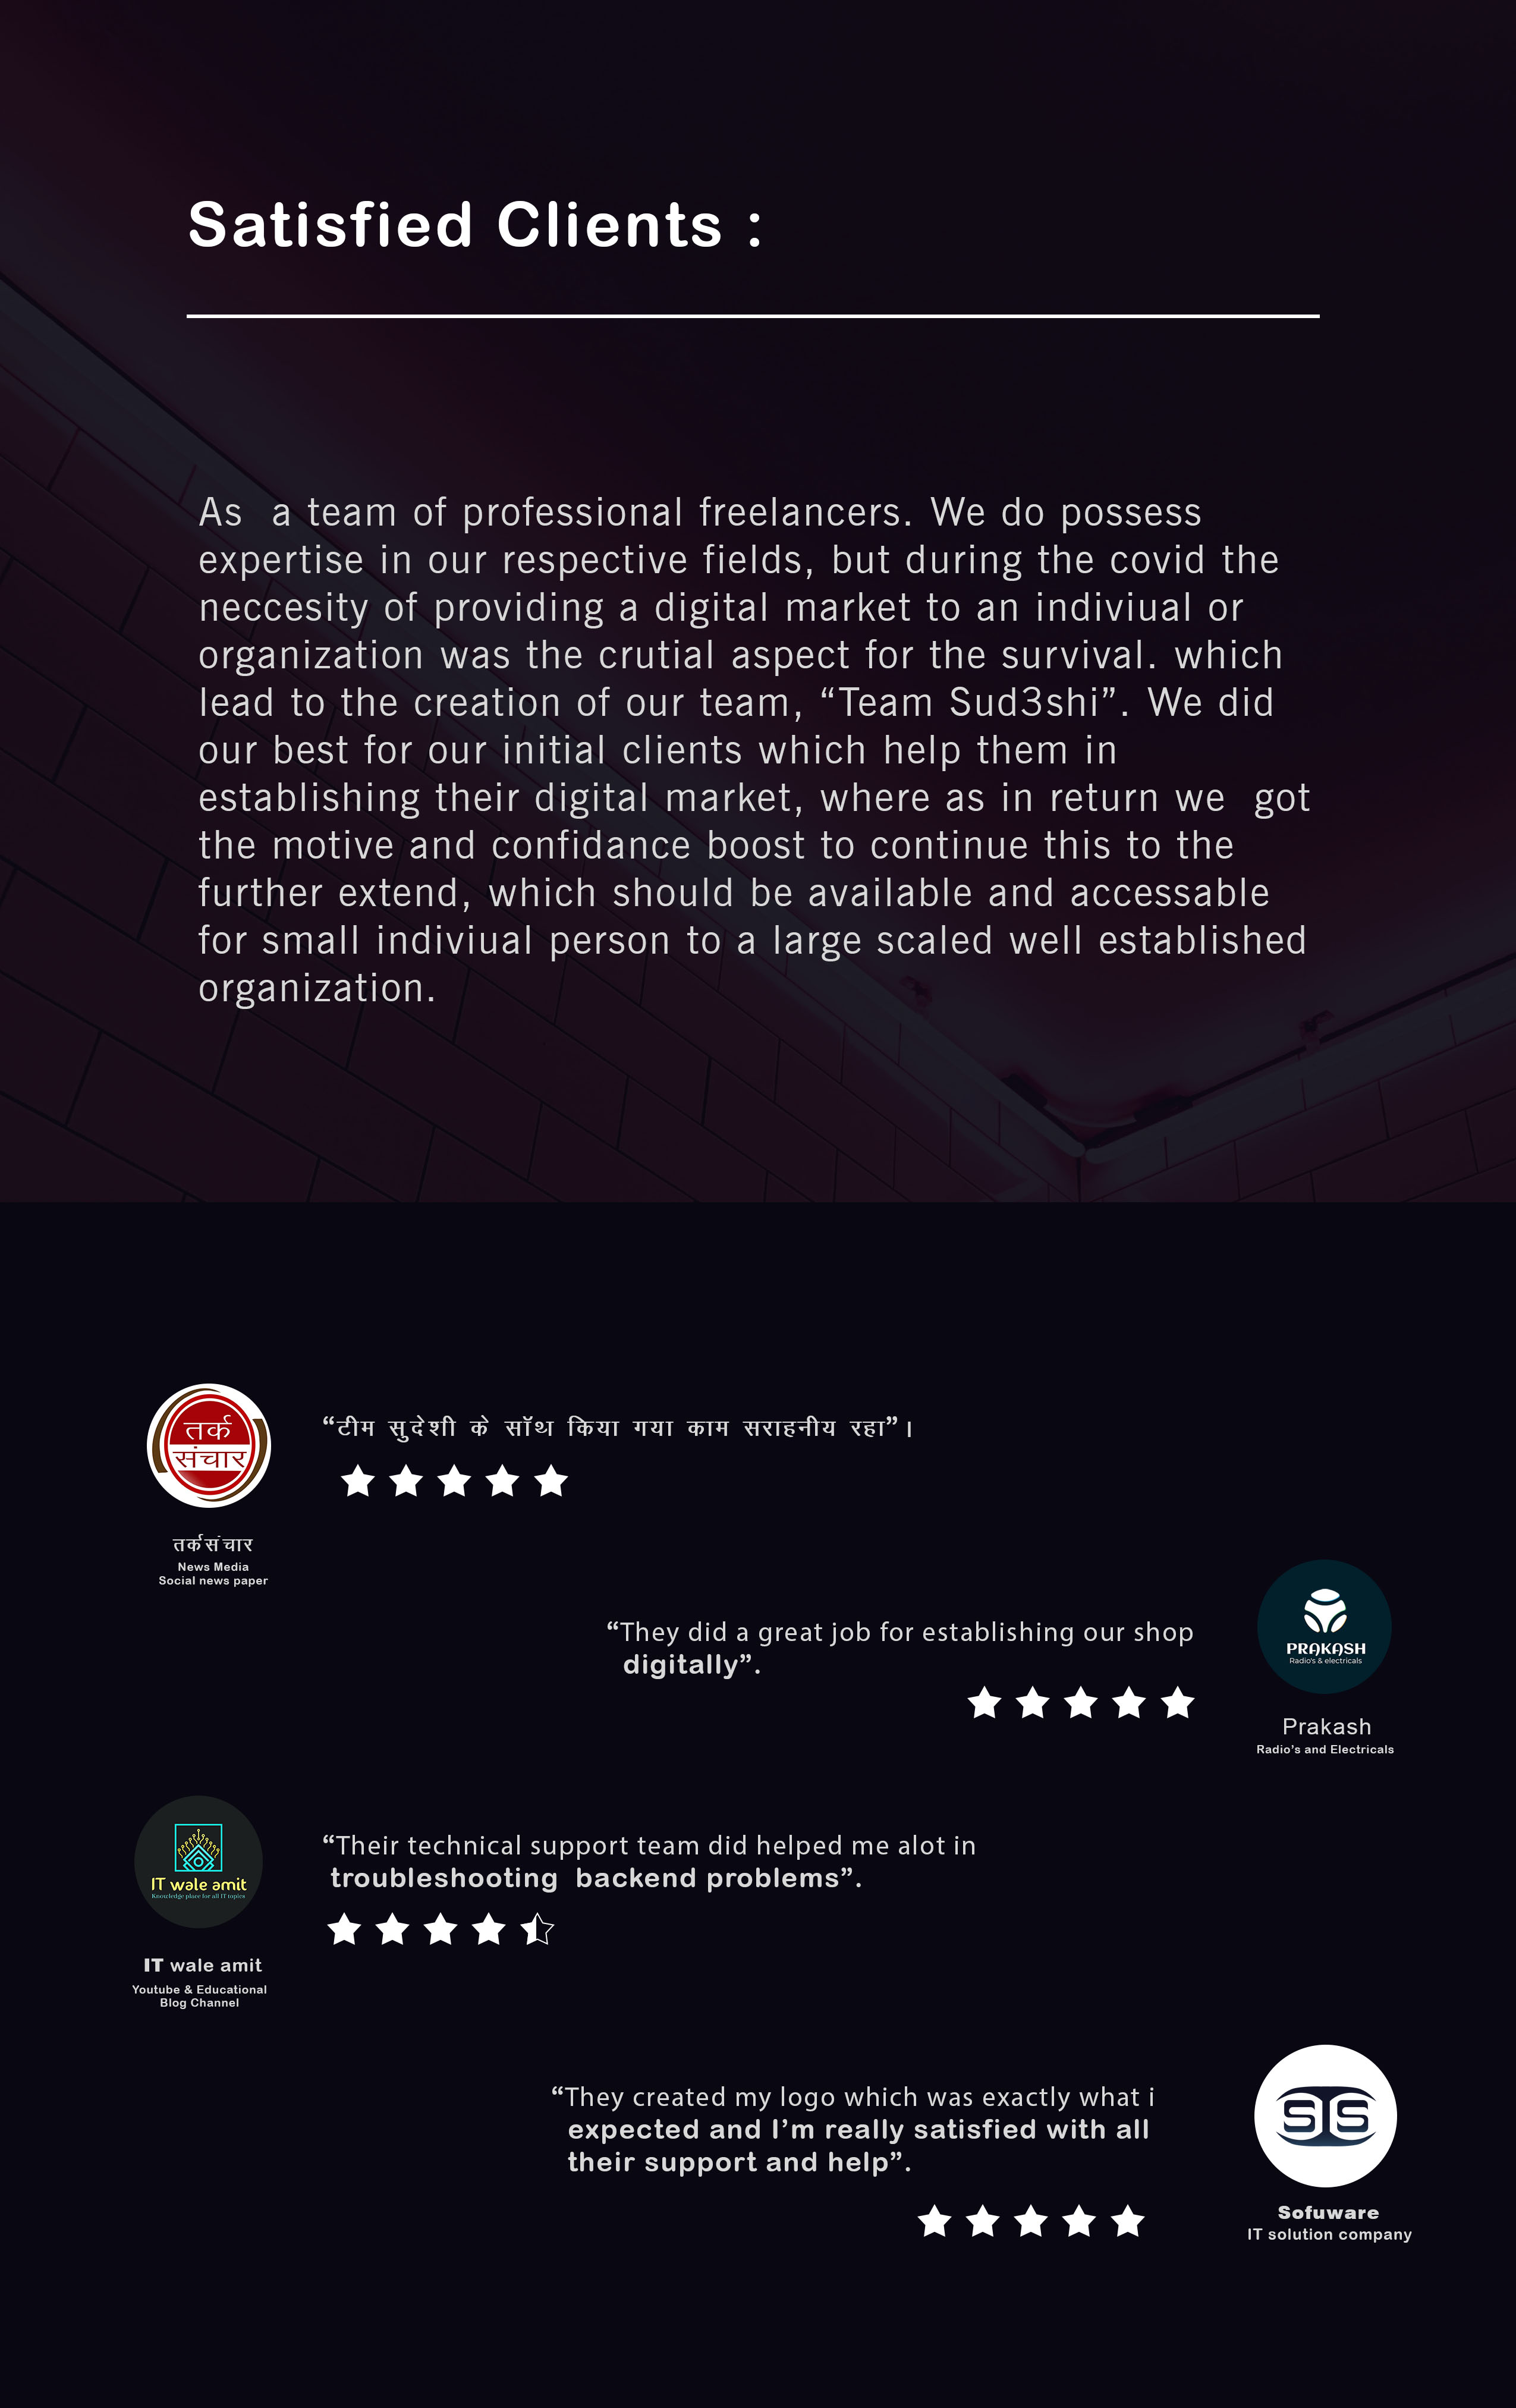 Satisfied Clients :
As a team of professional freelancers. We do possess
expertise in our respective fields, but during the covid the
neccesity of providing a digital market to an indiviual or
organization was the crutial aspect for the survival. which
lead to the creation of our team, “Team Sud3shi”. We did
our best for our initial clients which help them in
establishing their digital market, where as in return we got
the motive and confidance boost to continue this to the
further extend, which should be available and accessable
for small indiviual person to a large scaled well established
organization.
तर्क
संचार
“टीम सुदेशी के सॉथ किया गया काम सराहनीय रहा”।
तर्कसंचार
News Media
Social news paper
“They did a great job for establishing our shop
digitally”.
PRAKASH
Radio's & electricals
Prakash
Radio’s and Electricals
IT wale amit
Knowledge place for all IT topics
“Their technical support team did helped me alot in
troubleshooting backend problems”.
IT wale amit
Youtube & Educational
Blog Channel
“They created my logo which was exactly what i
expected and I’m really satisfied with all
their support and help”.
SIS
Sofuware
IT solution company